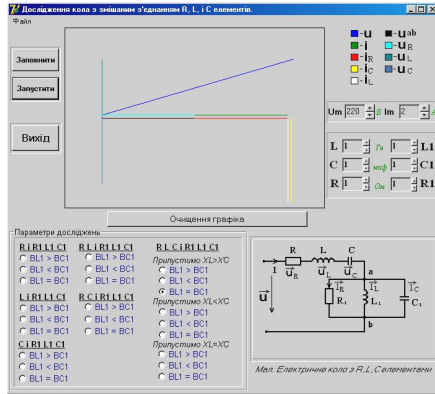 Дослідження кола з змішаним з'єднанням R, L, і C елементів.
Файл
Заповнити
Запустити
Вихід
-u -uab
-i -uR
-iR -uL
-iC -uC
-iL
Um 220 В Im 2 А
L 1 Гн 1 L1
C 1 мкф 1 C1
R 1 Ом 1 R1
Очищення графіка
Параметри досліджень
R i R1 L1 C1
BL1 > BC1
BL1 < BC1
BL1 = BC1
R L i R1 L1 C1
BL1 > BC1
BL1 < BC1
BL1 = BC1
R L C i R1 L1 C1
Припустимо XL>XC
BL1 > BC1
BL1 < BC1
BL1 = BC1
L i R1 L1 C1
BL1 > BC1
BL1 < BC1
BL1 = BC1
R C i R1 L1 C1
BL1 > BC1
BL1 < BC1
BL1 = BC1
Припустимо XL<XC
BL1 > BC1
BL1 < BC1
BL1 = BC1
C i R1 L1 C1
BL1 > BC1
BL1 < BC1
BL1 = BC1
Припустимо XL=XC
BL1 > BC1
BL1 < BC1
BL1 = BC1
R L C
I uR uL uC a
u iR iL iC
R1 L1 C1
b
Мал. Електричне коло з R,L,C елементами